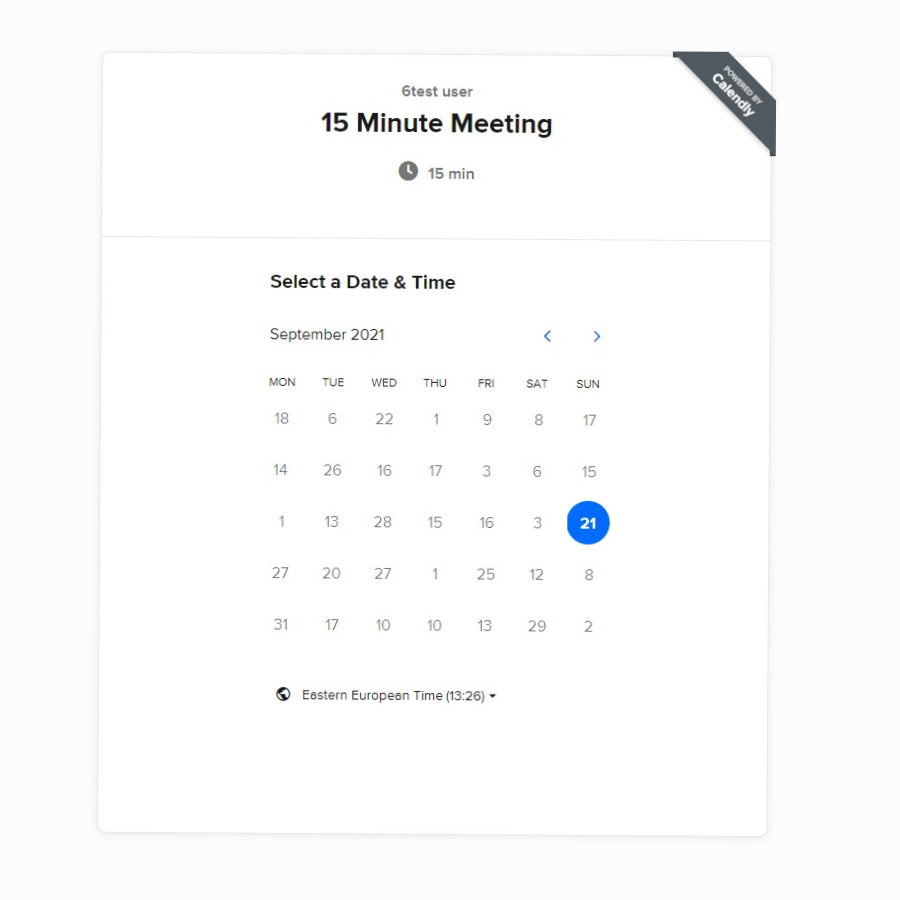 6test user
POWERED BY
Calendly
15 Minute Meeting
15 min
Select a Date & Time
September 2021
MON TUE WED THU FRI SAT SUN
18 6 22 1 9 8 17
14 26 16 17 3 6 15
1 13 28 15 16 3 21
27 20 27 1 25 12 8
31 17 10 10 13 29 2
Eastern European Time (13:26)